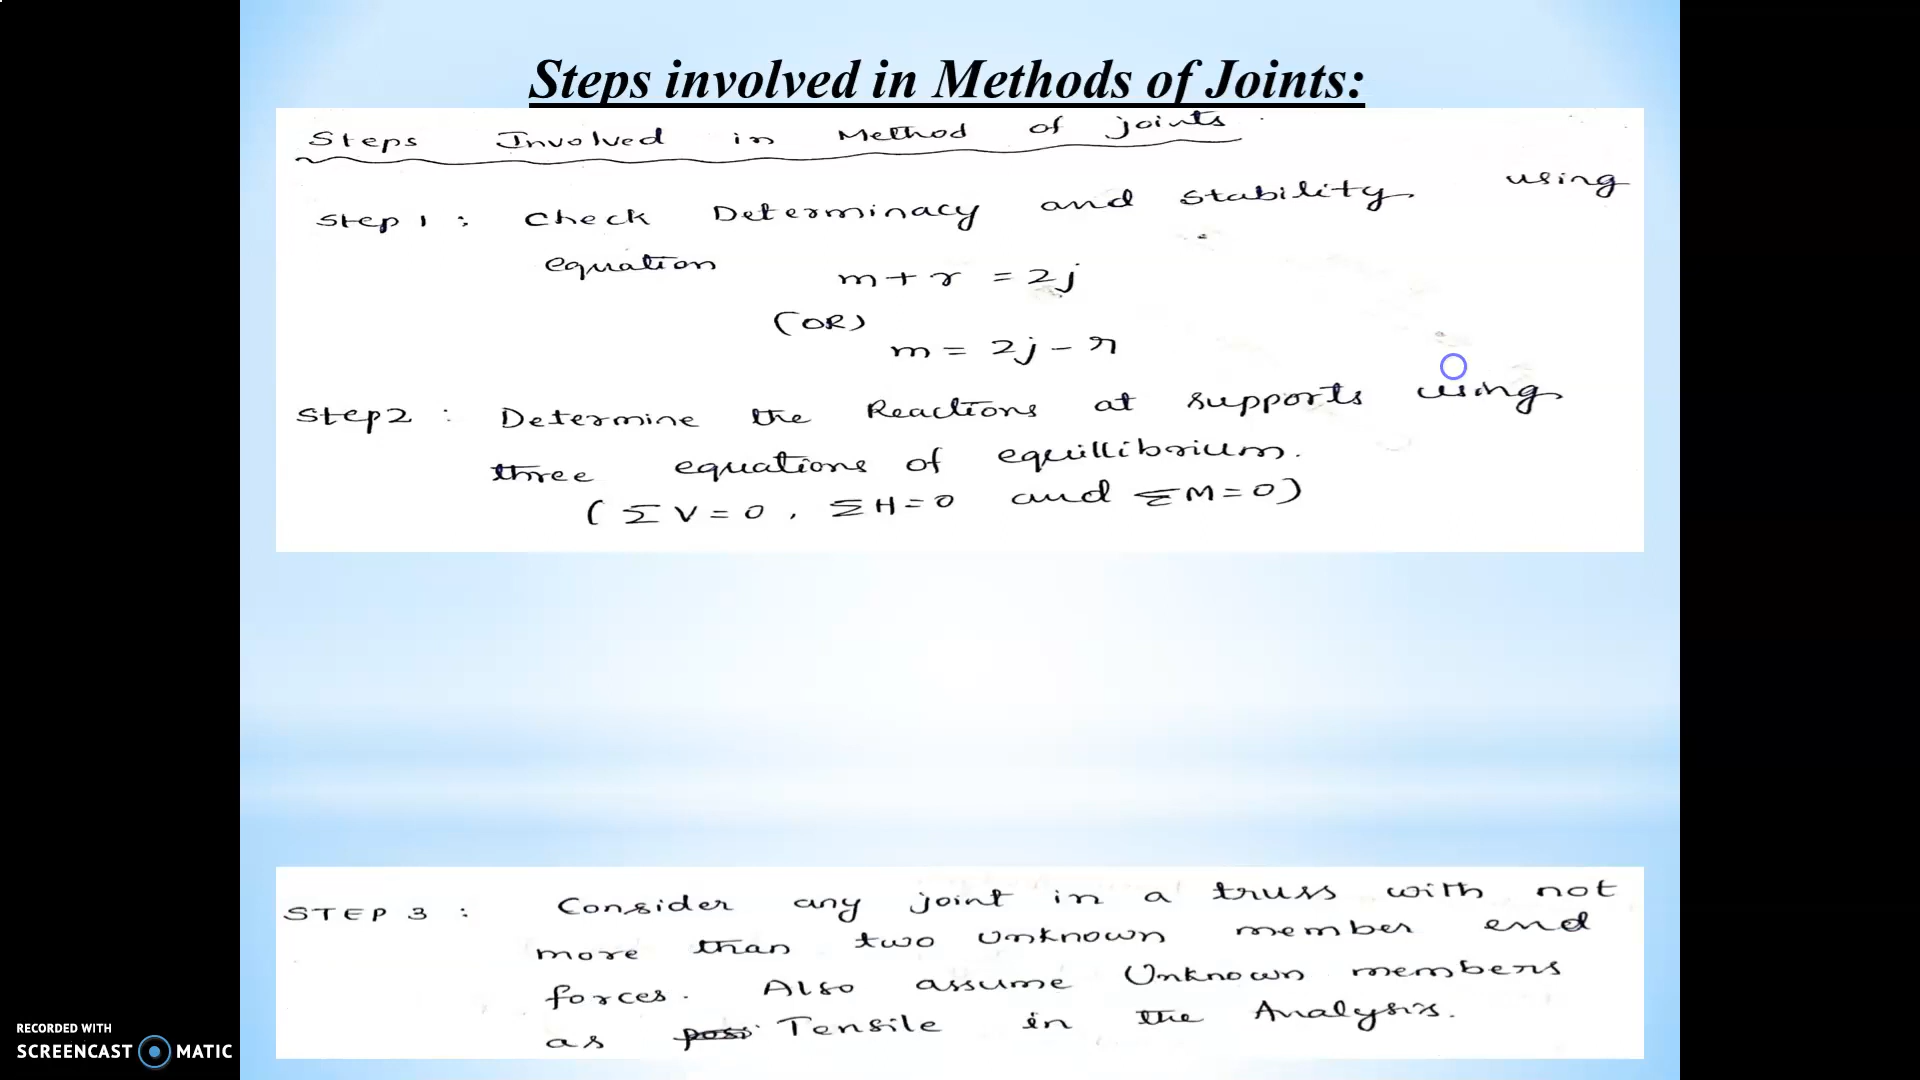 Steps involved in Methods of Joints:
Steps Involved in Method of joints
Step 1 : Check Determinacy and stability using
equation m + r = 2j
(OR)
m = 2j - r
Step2 : Determine the Reactions at supports using
three equations of equillibrium.
( ΣV = 0 , ΣH = 0 and ΣM = 0 )
STEP 3 : Consider any joint in a truss with not
more than two unknown member end
forces. Also assume Unknown members
as Tensile in the Analysis.
RECORDED WITH
SCREENCAST MATIC